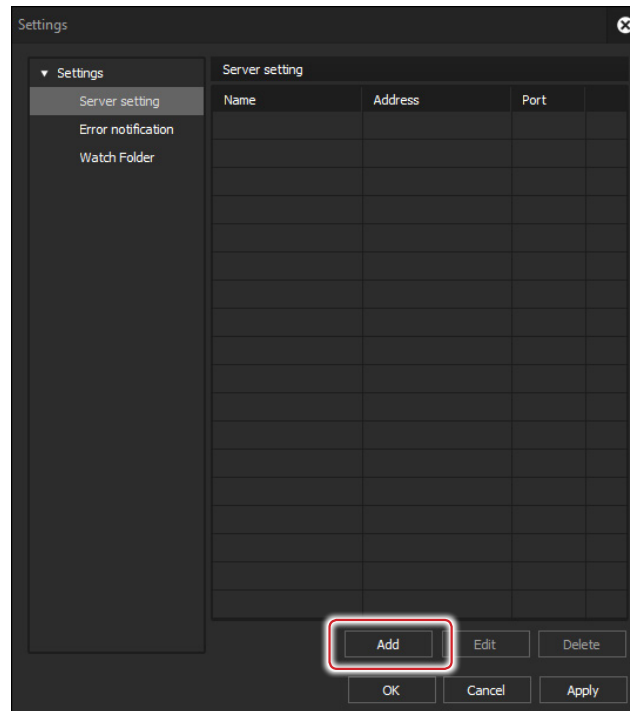 Settings
▼ Settings
Server setting
Error notification
Watch Folder
Server setting
Name Address Port
Add Edit Delete
OK Cancel Apply